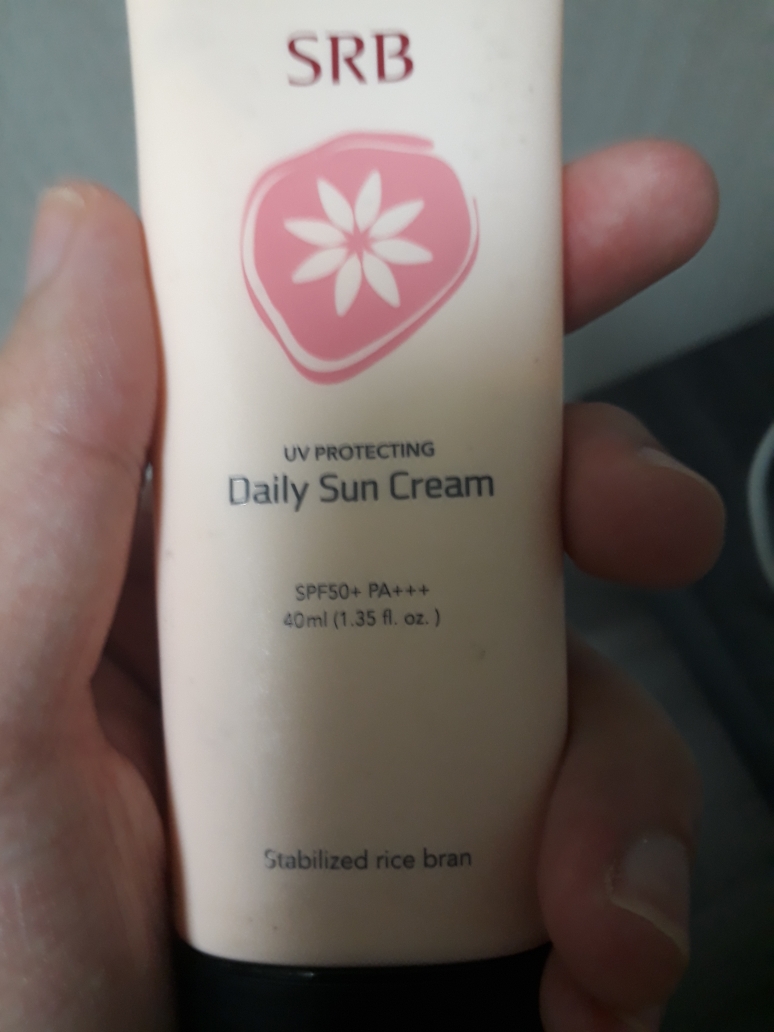 SRB
UV PROTECTING
Daily Sun Cream
SPF50+ PA+++
40ml (1.35 fl. oz. )
Stabilized rice bran